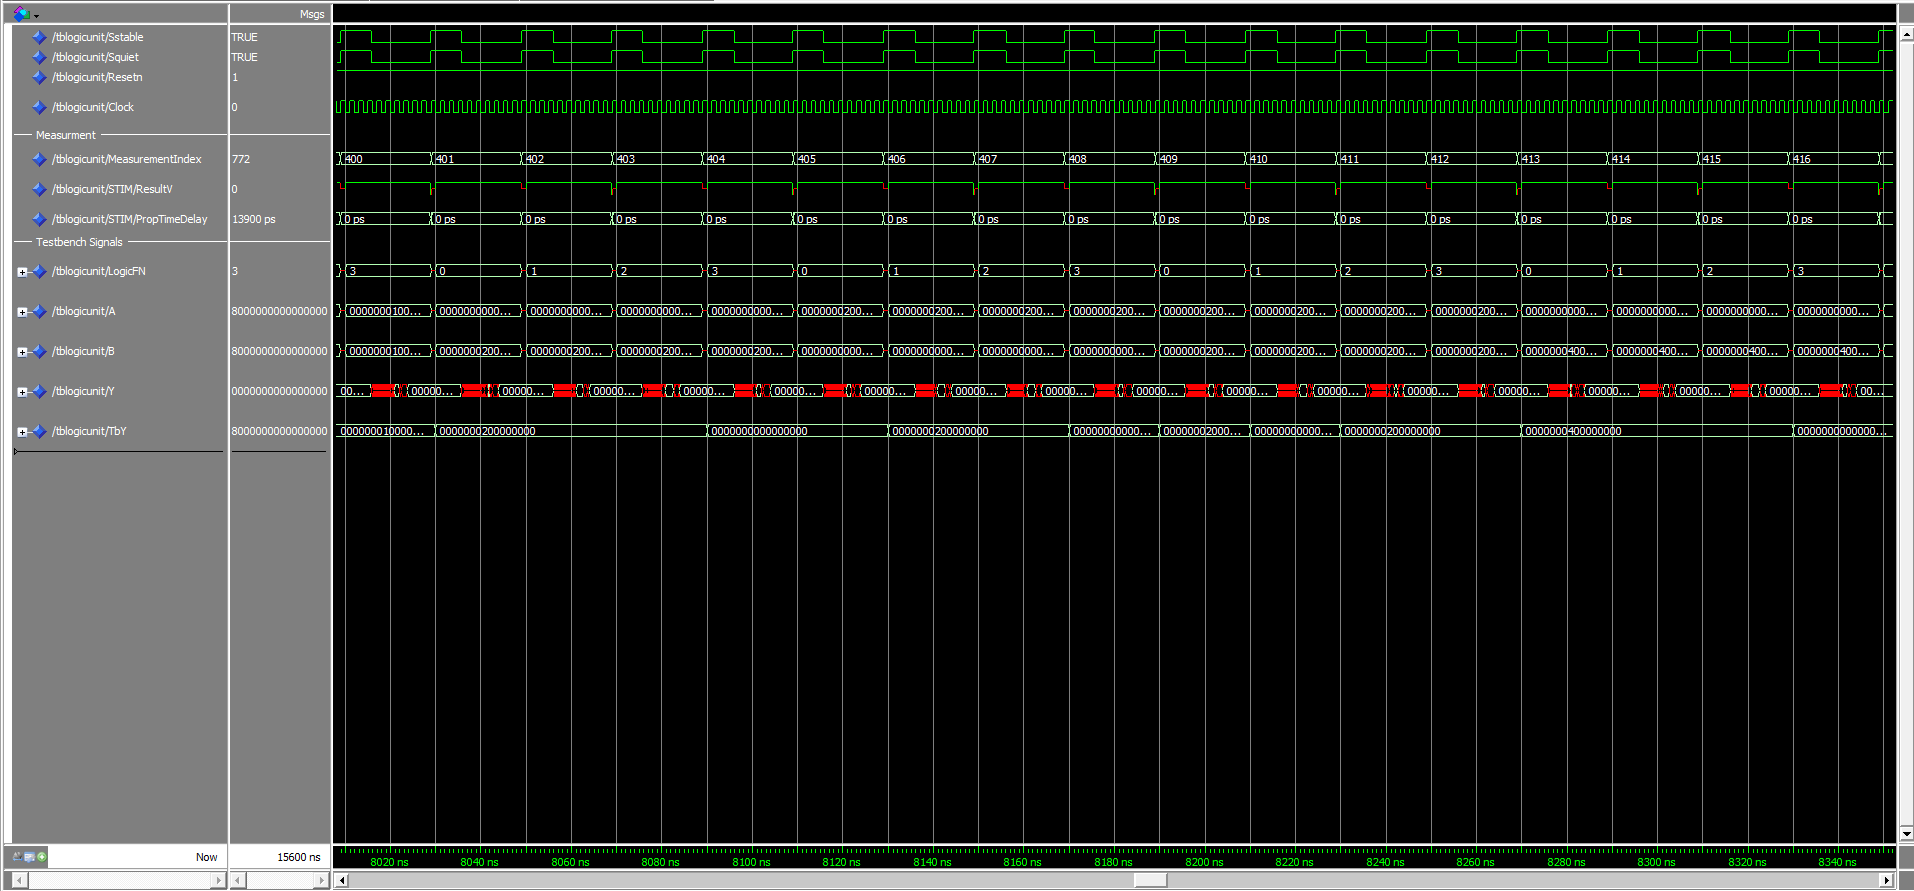 Msgs
/tblogicunit/Sstable TRUE
/tblogicunit/Squiet TRUE
/tblogicunit/Resetn 1
/tblogicunit/Clock 0
Measurment
/tblogicunit/MeasurementIndex 772 400 401 402 403 404 405 406 407 408 409 410 411 412 413 414 415 416
/tblogicunit/STIM/ResultV 0
/tblogicunit/STIM/PropTimeDelay 13900 ps 0 ps 0 ps 0 ps 0 ps 0 ps 0 ps 0 ps 0 ps 0 ps 0 ps 0 ps 0 ps 0 ps 0 ps 0 ps 0 ps 0 ps
Testbench Signals
/tblogicunit/LogicFN 3 3 0 1 2 3 0 1 2 3 0 1 2 3 0 1 2 3
/tblogicunit/A 8000000000000000 0000000100... 0000000000... 0000000000... 0000000000... 0000000000... 0000000200... 0000000200... 0000000200... 0000000200... 0000000200... 0000000200... 0000000200... 0000000200... 0000000000... 0000000000... 0000000000... 0000000000...
/tblogicunit/B 8000000000000000 0000000100... 0000000200... 0000000200... 0000000200... 0000000000... 0000000000... 0000000000... 0000000000... 0000000200... 0000000200... 0000000200... 0000000200... 0000000200... 0000000400... 0000000400... 0000000400... 0000000400...
/tblogicunit/Y 0000000000000000 00... 00000... 00000... 00000... 00000... 00000... 00000... 00000... 00000... 00000... 00000... 00000... 00000... 00000... 00000... 00000... 00000... 00...
/tblogicunit/TbY 8000000000000000 000000010000... 0000000200000000 0000000000000000 0000000200000000 00000000000... 0000000200... 0000000000... 0000000200000000 0000000400000000 000000000000...
Now 15600 ns 8020 ns 8040 ns 8060 ns 8080 ns 8100 ns 8120 ns 8140 ns 8160 ns 8180 ns 8200 ns 8220 ns 8240 ns 8260 ns 8280 ns 8300 ns 8320 ns 8340 ns